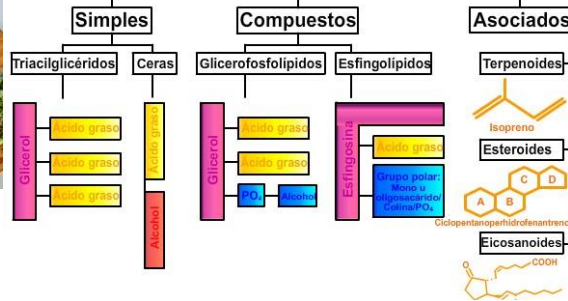 Simples
Compuestos
Asociados
Triacilglicéridos
Ceras
Glicerofosfolípidos
Esfingolípidos
Terpenoides
Glicerol
Ácido graso
Ácido graso
Ácido graso
Ácido graso
Alcohol
Glicerol
Ácido graso
Ácido graso
PO₄
Alcohol
Esfingosina
Ácido graso
Grupo polar:
Mono u
oligosacárido/
Colina/PO₄
Isopreno
Esteroides
A
B
C
D
Ciclopentanoperhidrofenantreno
Eicosanoides
O
COOH